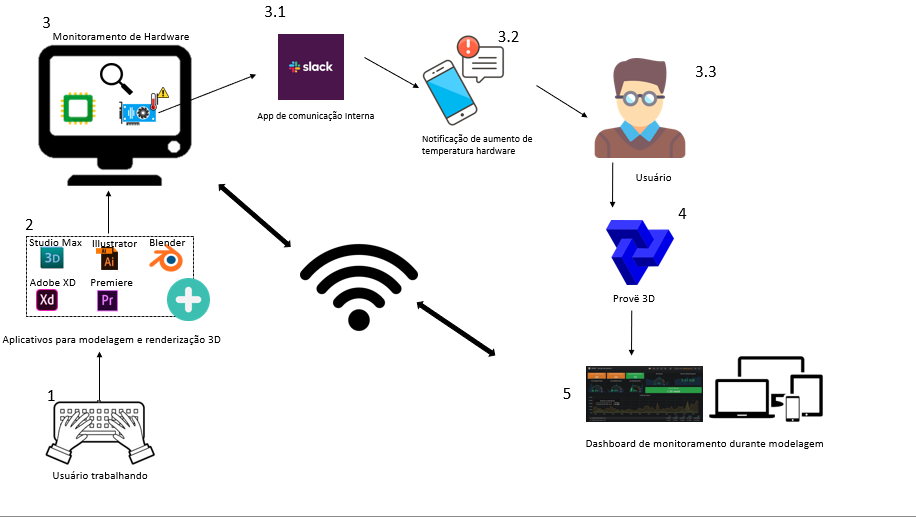 3
Monitoramento de Hardware
3.1
slack
App de comunicação Interna
3.2
Notificação de aumento de
temperatura hardware
3.3
Usuário
2
Studio Max
Illustrator
Blender
3D
Ai
Adobe XD
Premiere
Xd
Pr
Aplicativos para modelagem e renderização 3D
1
Usuário trabalhando
4
Provë 3D
5
Dashboard de monitoramento durante modelagem